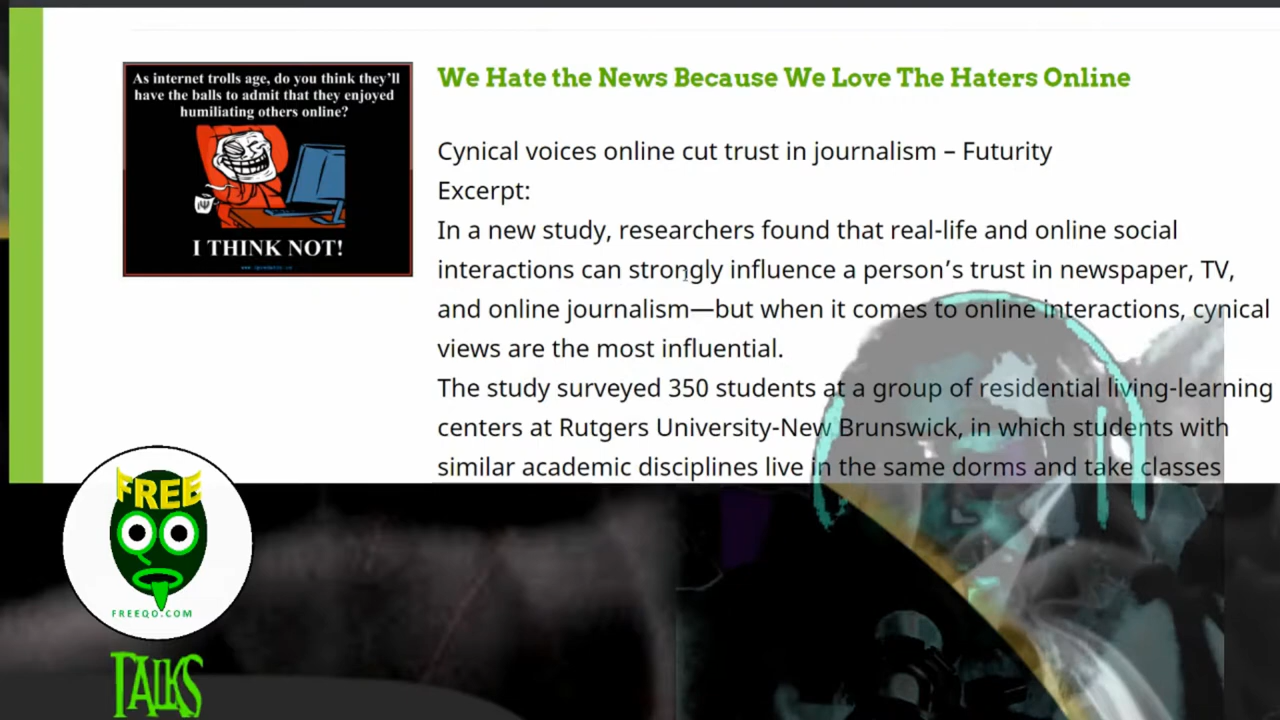 As internet trolls age, do you think they'll
have the balls to admit that they enjoyed
humiliating others online?
I THINK NOT!
We Hate the News Because We Love The Haters Online
Cynical voices online cut trust in journalism – Futurity
Excerpt:
In a new study, researchers found that real-life and online social
interactions can strongly influence a person's trust in newspaper, TV,
and online journalism—but when it comes to online interactions, cynical
views are the most influential.
The study surveyed 350 students at a group of residential living-learning
centers at Rutgers University-New Brunswick, in which students with
similar academic disciplines live in the same dorms and take classes
FREE
FREEQO.COM
TALKS